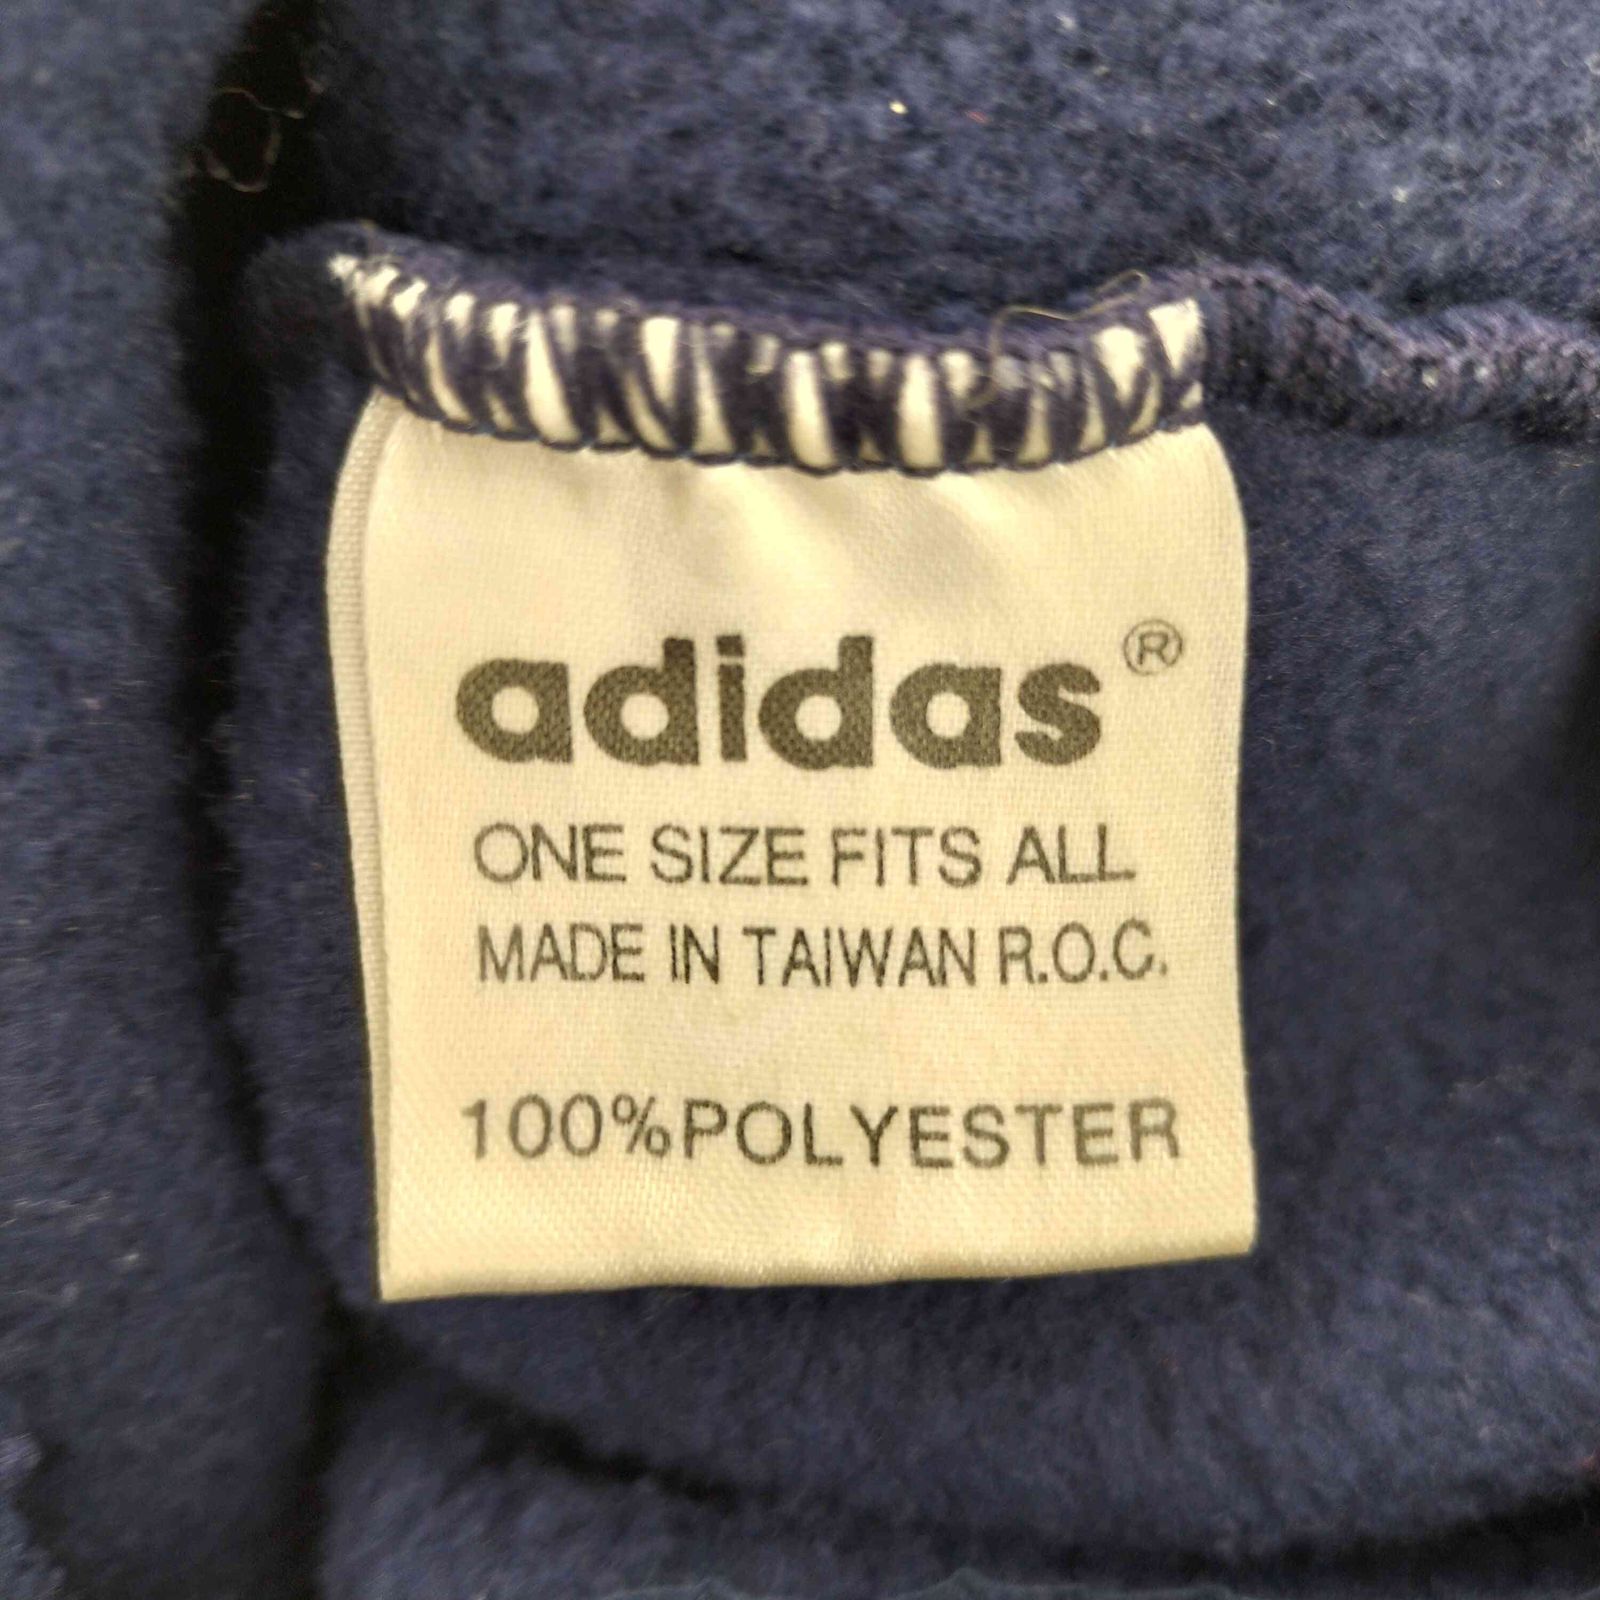 adidas ®
ONE SIZE FITS ALL
MADE IN TAIWAN R.O.C.
100%POLYESTER